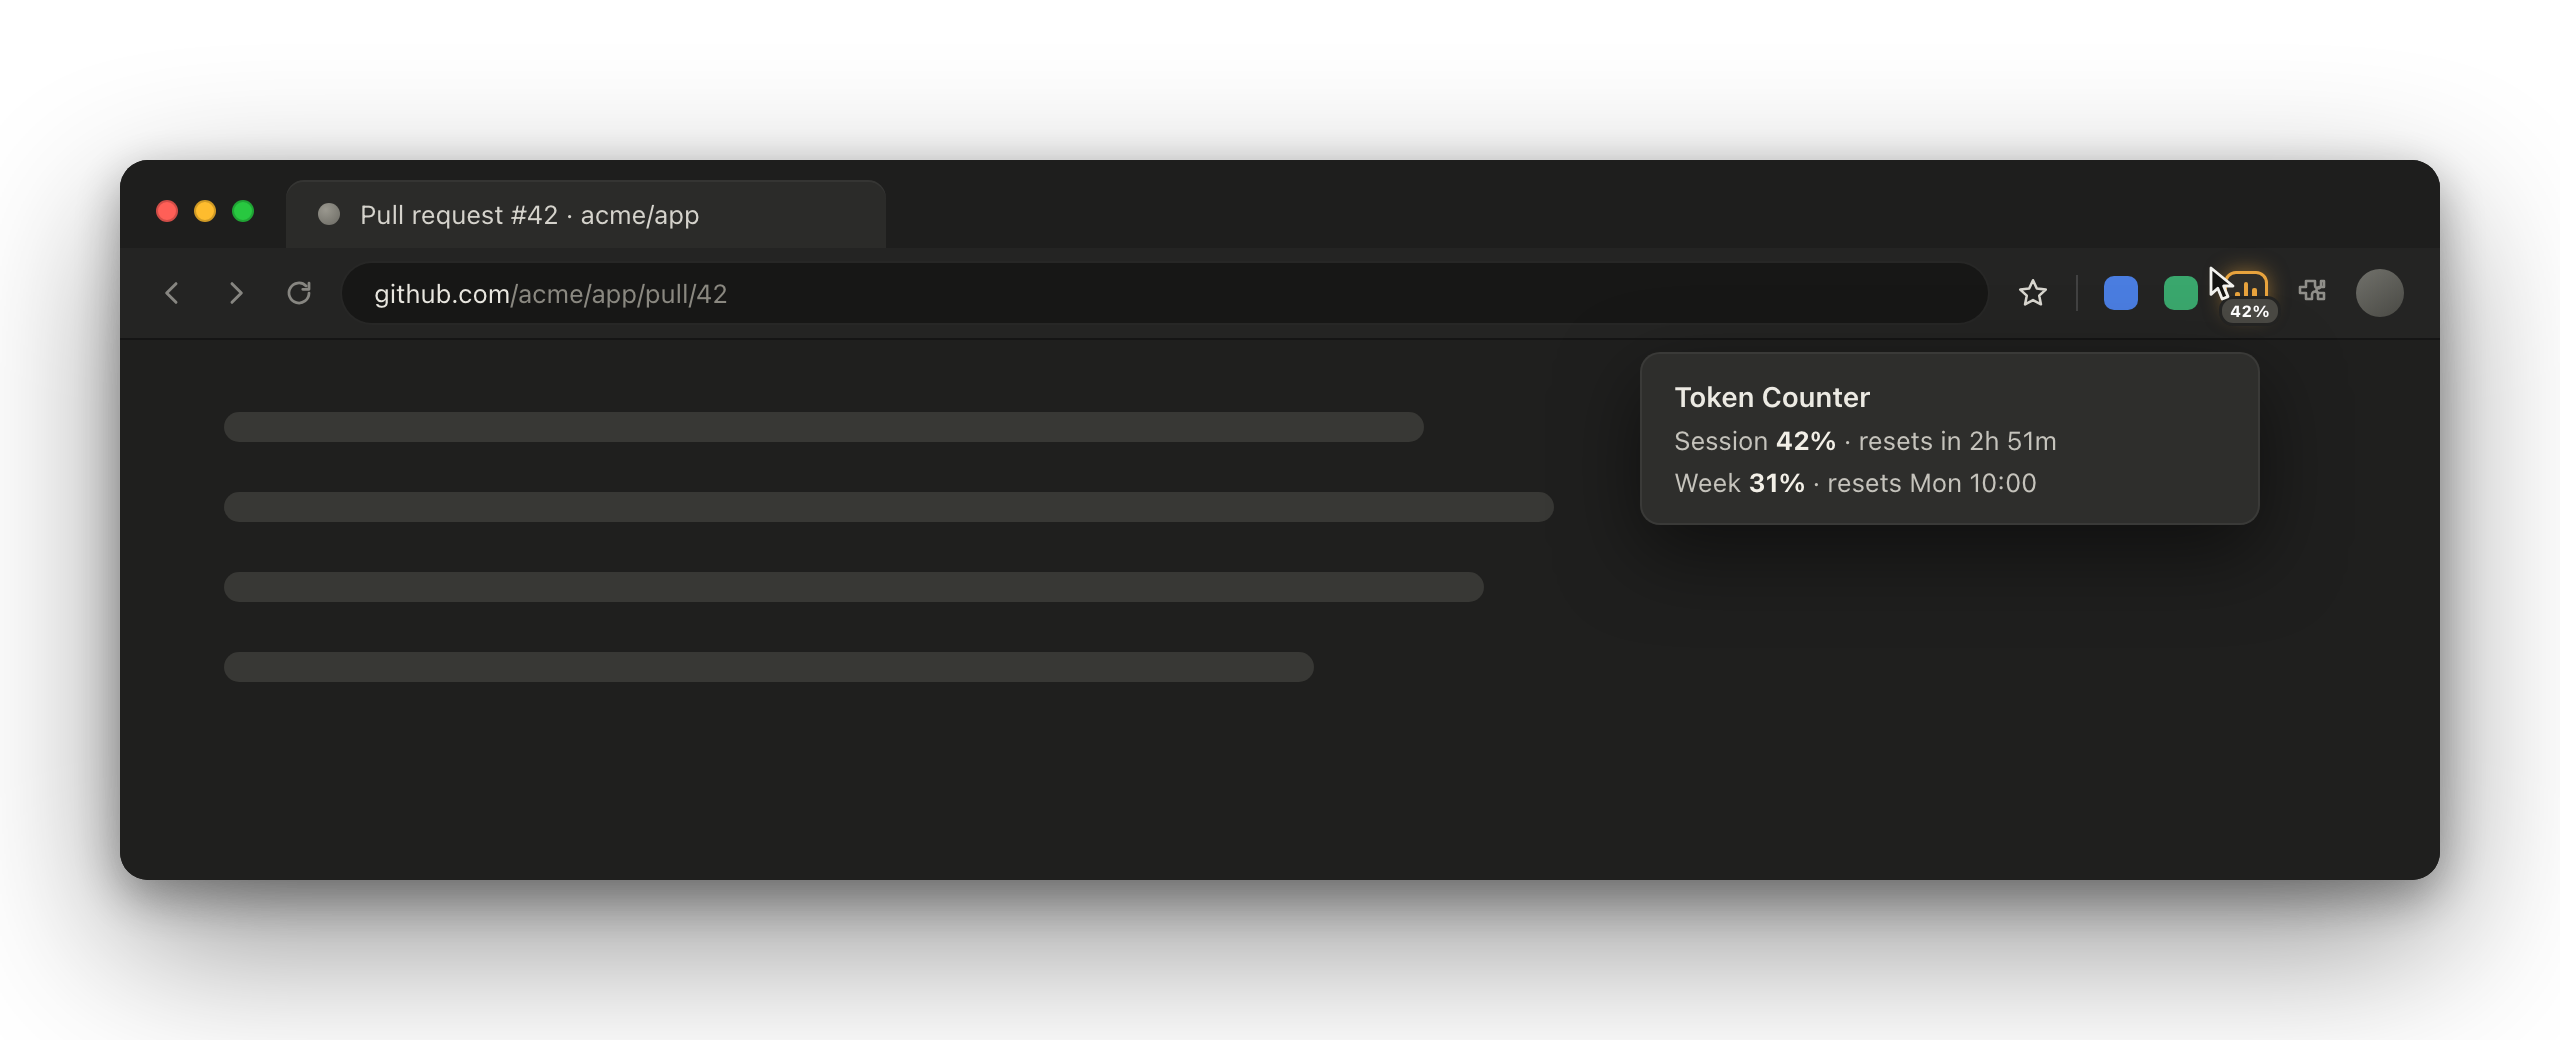 Pull request #42 · acme/app
github.com/acme/app/pull/42
42%
Token Counter
Session 42% · resets in 2h 51m
Week 31% · resets Mon 10:00